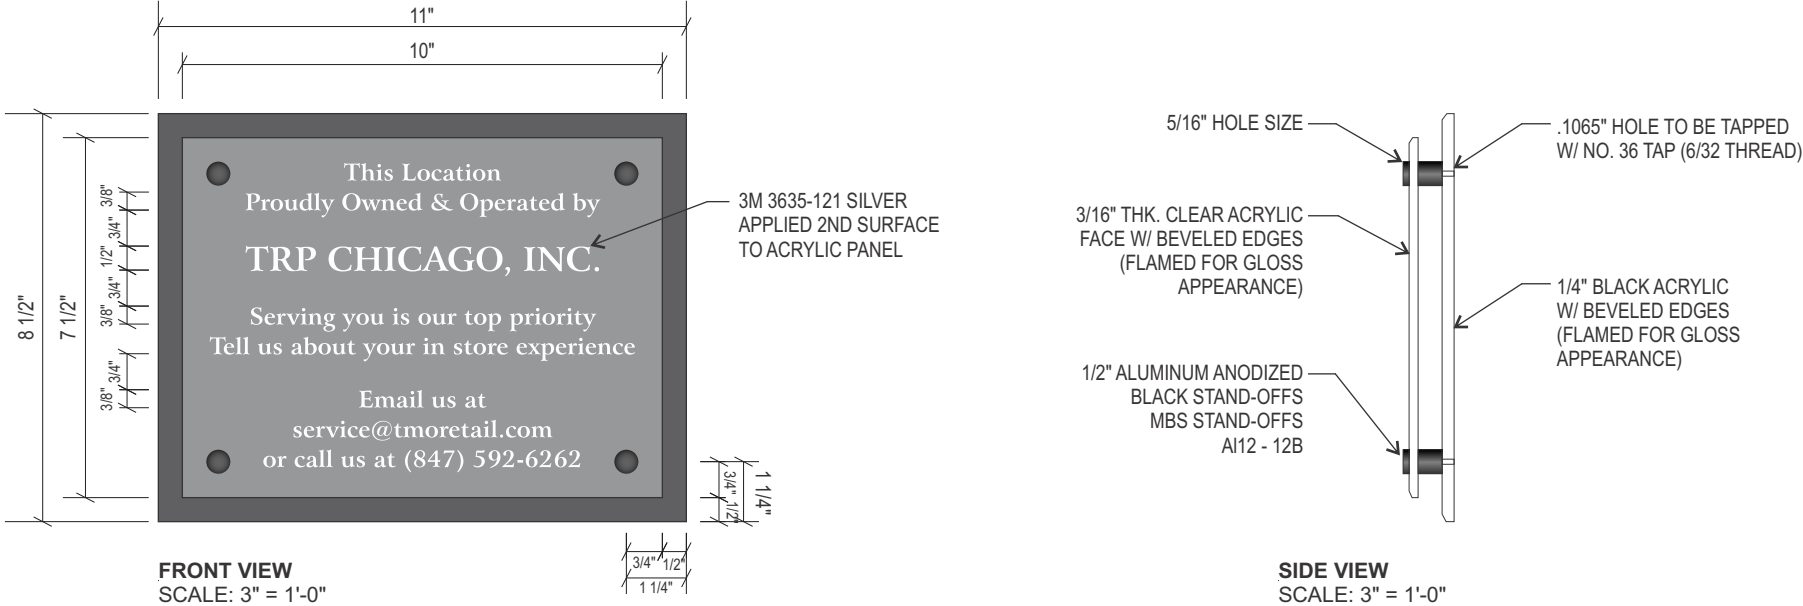 11"
10"
8 1/2"
7 1/2"
3/8"
3/4"
1/2"
3/4"
3/8"
3/4"
3/8"
This Location
Proudly Owned & Operated by
TRP CHICAGO, INC.
Serving you is our top priority
Tell us about your in store experience
Email us at
service@tmoretail.com
or call us at (847) 592-6262
3M 3635-121 SILVER
APPLIED 2ND SURFACE
TO ACRYLIC PANEL
3/4"
1/2"
1 1/4"
3/4" 1/2"
1 1/4"
FRONT VIEW
SCALE: 3" = 1'-0"
5/16" HOLE SIZE
3/16" THK. CLEAR ACRYLIC
FACE W/ BEVELED EDGES
(FLAMED FOR GLOSS
APPEARANCE)
1/2" ALUMINUM ANODIZED
BLACK STAND-OFFS
MBS STAND-OFFS
Al12 - 12B
.1065" HOLE TO BE TAPPED
W/ NO. 36 TAP (6/32 THREAD)
1/4" BLACK ACRYLIC
W/ BEVELED EDGES
(FLAMED FOR GLOSS
APPEARANCE)
SIDE VIEW
SCALE: 3" = 1'-0"